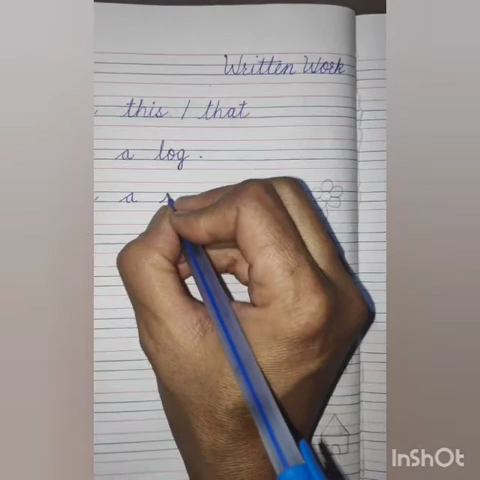 Written Work
this / that
a log.
a
InShOt